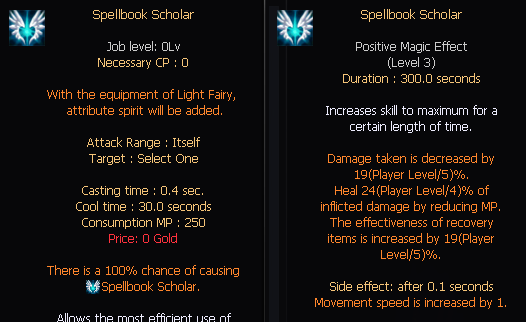 Spellbook Scholar
Job level: 0Lv
Necessary CP : 0
With the equipment of Light Fairy,
attribute spirit will be added.
Attack Range : Itself
Target : Select One
Casting time : 0.4 sec.
Cool time : 30.0 seconds
Consumption MP : 250
Price: 0 Gold
There is a 100% chance of causing
Spellbook Scholar.
Allows the most efficient use of
Spellbook Scholar
Positive Magic Effect
(Level 3)
Duration : 300.0 seconds
Increases skill to maximum for a
certain length of time.
Damage taken is decreased by
19(Player Level/5)%.
Heal 24(Player Level/4)% of
inflicted damage by reducing MP.
The effectiveness of recovery
items is increased by 19(Player
Level/5)%.
Side effect: after 0.1 seconds
Movement speed is increased by 1.